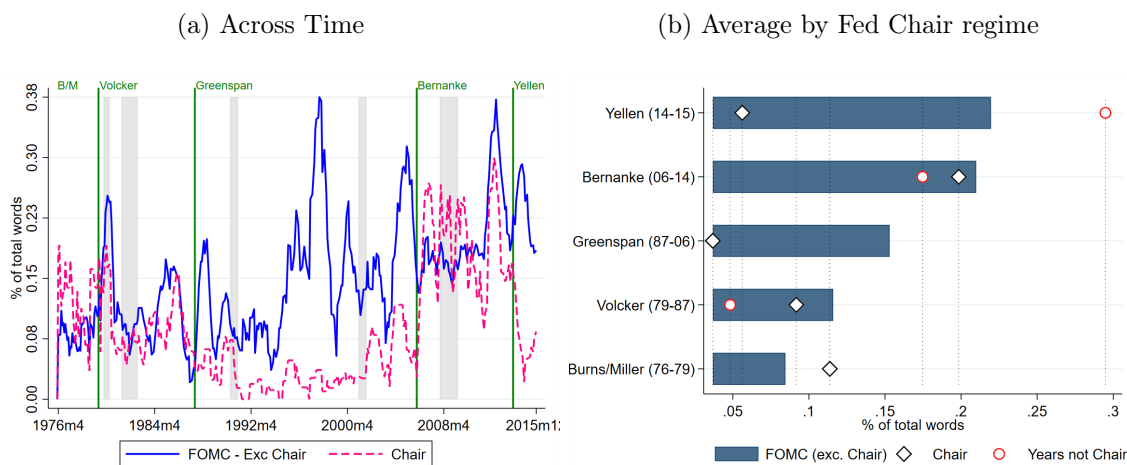 (a) Across Time
B/M Volcker Greenspan Bernanke Yellen
% of total words
0.38
0.30
0.23
0.15
0.08
0.00
1976m4 1984m4 1992m4 2000m4 2008m4 2015m12
FOMC - Exc Chair Chair
(b) Average by Fed Chair regime
Yellen (14-15)
Bernanke (06-14)
Greenspan (87-06)
Volcker (79-87)
Burns/Miller (76-79)
.05 .1 .15 .2 .25 .3
% of total words
FOMC (exc. Chair) Chair Years not Chair